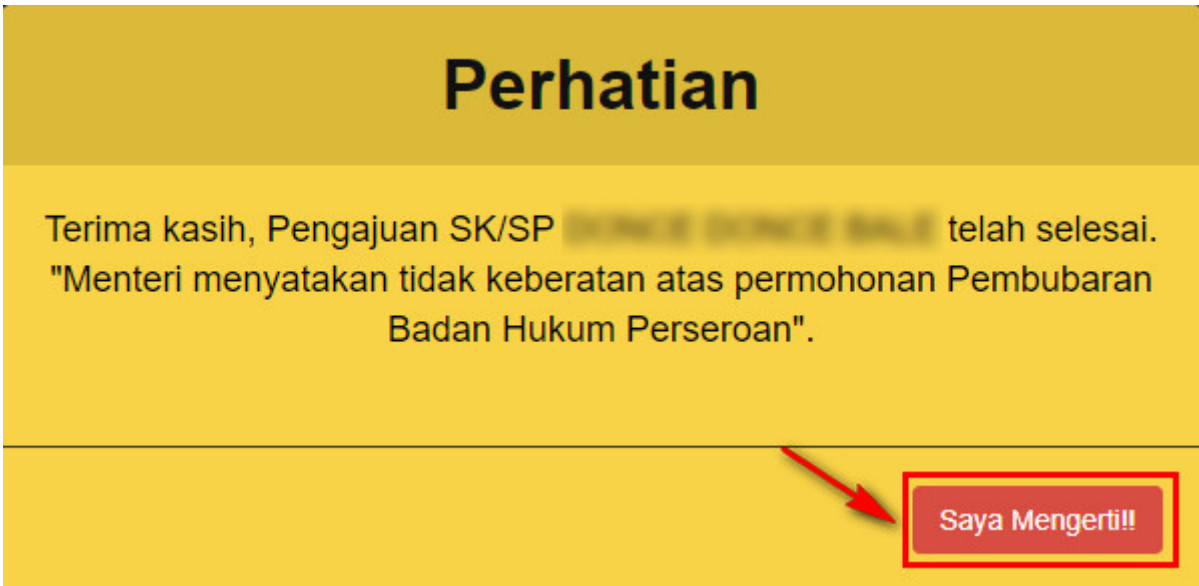 Perhatian
Terima kasih, Pengajuan SK/SP telah selesai.
"Menteri menyatakan tidak keberatan atas permohonan Pembubaran
Badan Hukum Perseroan".
Saya Mengerti!!